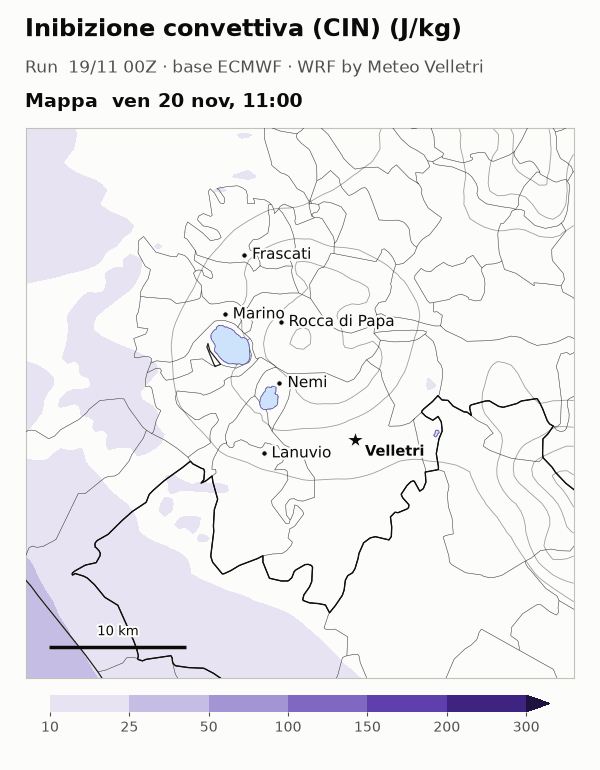 Inibizione convettiva (CIN) (J/kg)
Run  19/11 00Z · base ECMWF · WRF by Meteo Velletri
Mappa  ven 20 nov, 11:00
Frascati
Marino
Rocca di Papa
Nemi
Velletri
Lanuvio
10 km
10 25 50 100 150 200 300